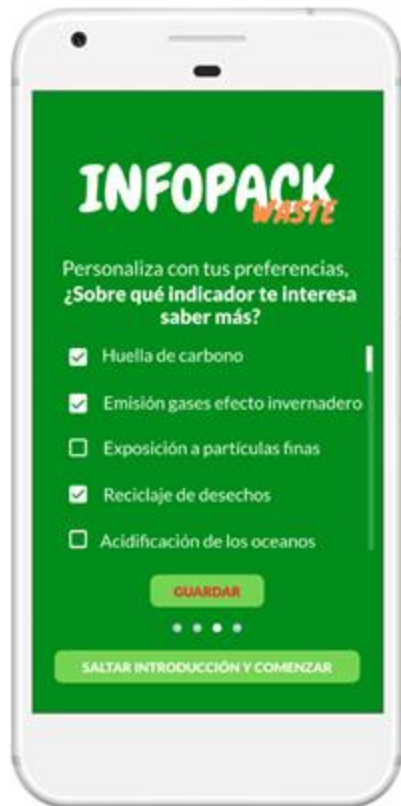 INFOPACK
WASTE
Personaliza con tus preferencias,
¿Sobre qué indicador te interesa
saber más?
Huella de carbono
Emisión gases efecto invernadero
Exposición a partículas finas
Reciclaje de desechos
Acidificación de los oceanos
GUARDAR
SALTAR INTRODUCCIÓN Y COMENZAR